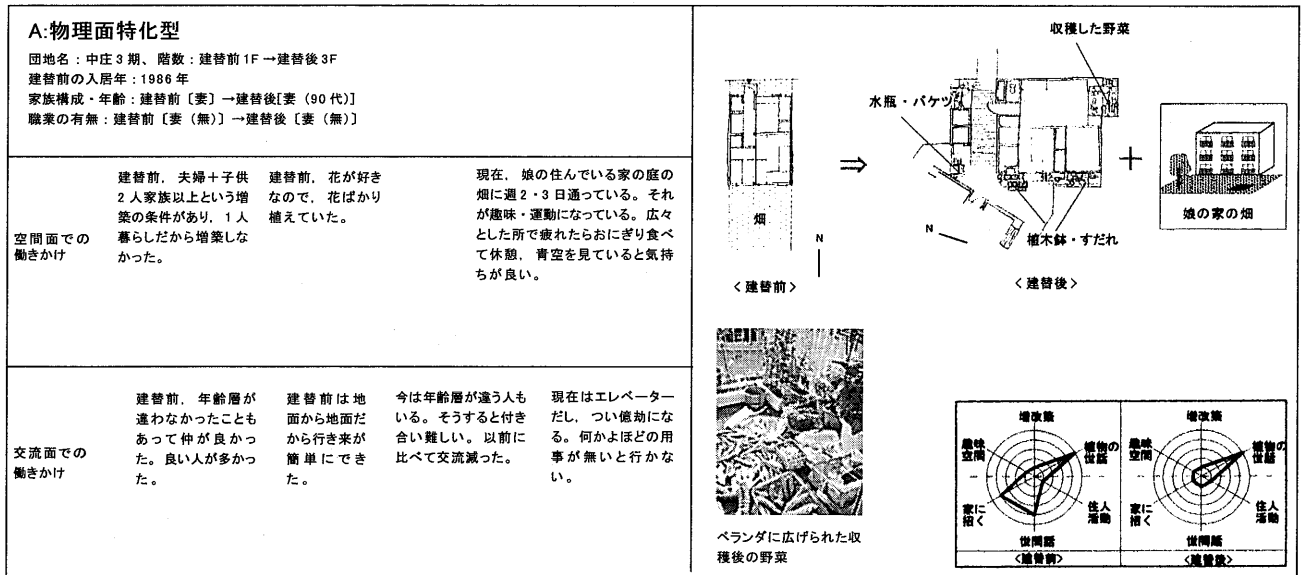 A:物理面特化型
団地名：中庄3期、階数：建替前1F→建替後3F
建替前の入居年：1986年
家族構成・年齢：建替前〔妻〕→建替後[妻（90代）]
職業の有無：建替前〔妻（無）〕→建替後〔妻（無）〕
空間面での
働きかけ
建替前，夫婦＋子供
2人家族以上という増
築の条件があり，1人
暮らしだから増築しな
かった。
建替前，花が好き
なので，花ばかり
植えていた。
現在，娘の住んでいる家の庭の
畑に週2・3日通っている。それ
が趣味・運動になっている。広々
とした所で疲れたらおにぎり食べ
て休憩，青空を見ていると気持
ちが良い。
交流面での
働きかけ
建替前，年齢層が
違わなかったことも
あって仲が良かっ
た。良い人が多かっ
た。
建替前は地
面から地面だ
から行き来が
簡単にでき
た。
今は年齢層が違う人も
いる。そうすると付き
合い難しい。以前に
比べて交流減った。
現在はエレベーター
だし，つい億劫にな
る。何かよほどの用
事が無いと行かな
い。
収穫した野菜
水瓶・バケツ
⇒
＋
畑
N
N
植木鉢・すだれ
娘の家の畑
＜建替前＞
＜建替後＞
ベランダに広げられた収
穫後の野菜
増改築
植物の
世話
住人
活動
世間話
家に
招く
趣味
空間
＜建替前＞
増改築
植物の
世話
住人
活動
世間話
家に
招く
趣味
空間
＜建替後＞